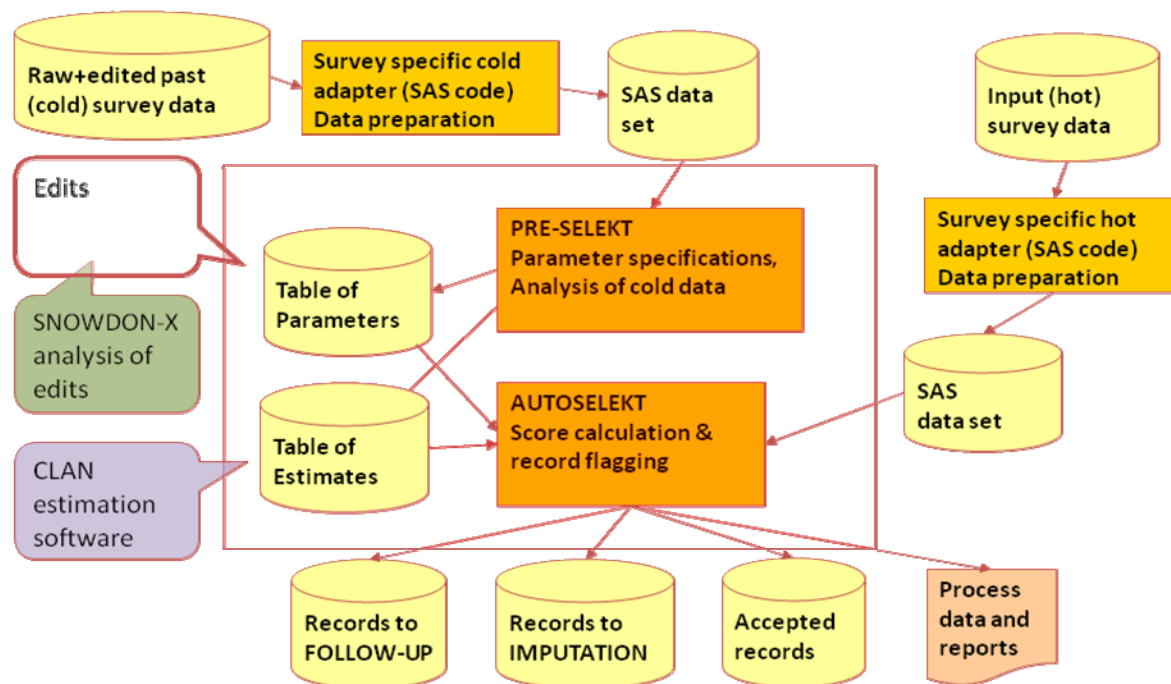 Raw+edited past
(cold) survey data
Survey specific cold
adapter (SAS code)
Data preparation
SAS data
set
Input (hot)
survey data
Edits
PRE-SELEKT
Parameter specifications,
Analysis of cold data
Survey specific hot
adapter (SAS code)
Data preparation
Table of
Parameters
SNOWDON-X
analysis of
edits
AUTOSELEKT
Score calculation &
record flagging
SAS
data set
Table of
Estimates
CLAN
estimation
software
Records to
FOLLOW-UP
Records to
IMPUTATION
Accepted
records
Process
data and
reports